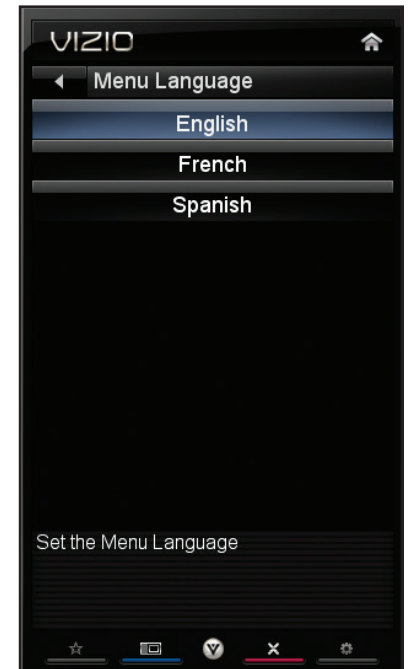 VIZIO
Menu Language
English
French
Spanish
Set the Menu Language